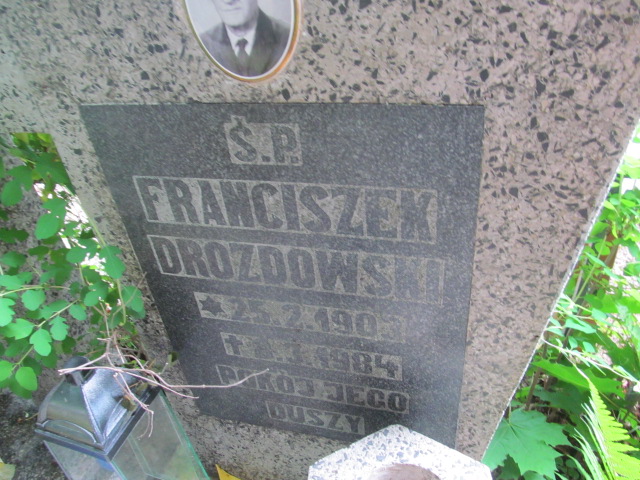 Ś.P.
FRANCISZEK
DROZDOWSKI
1984
POKÓJ JEGO
DUSZY